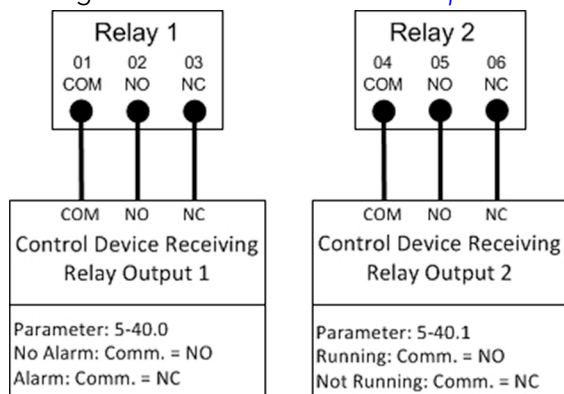 Relay 1
01 02 03
COM NO NC
COM NO NC
Control Device Receiving
Relay Output 1
Parameter: 5-40.0
No Alarm: Comm. = NO
Alarm: Comm. = NC
Relay 2
04 05 06
COM NO NC
COM NO NC
Control Device Receiving
Relay Output 2
Parameter: 5-40.1
Running: Comm. = NO
Not Running: Comm. = NC